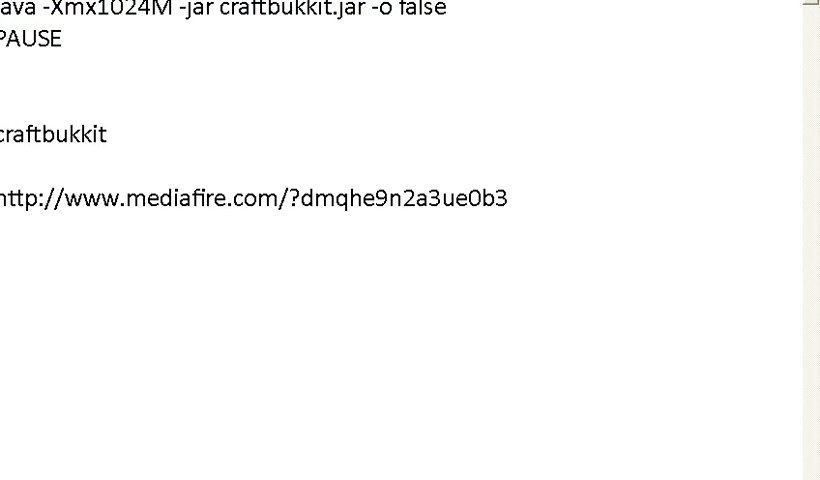 ava -Xmx1024M -jar craftbukkit.jar -o false
PAUSE
craftbukkit
http://www.mediafire.com/?dmqhe9n2a3ue0b3